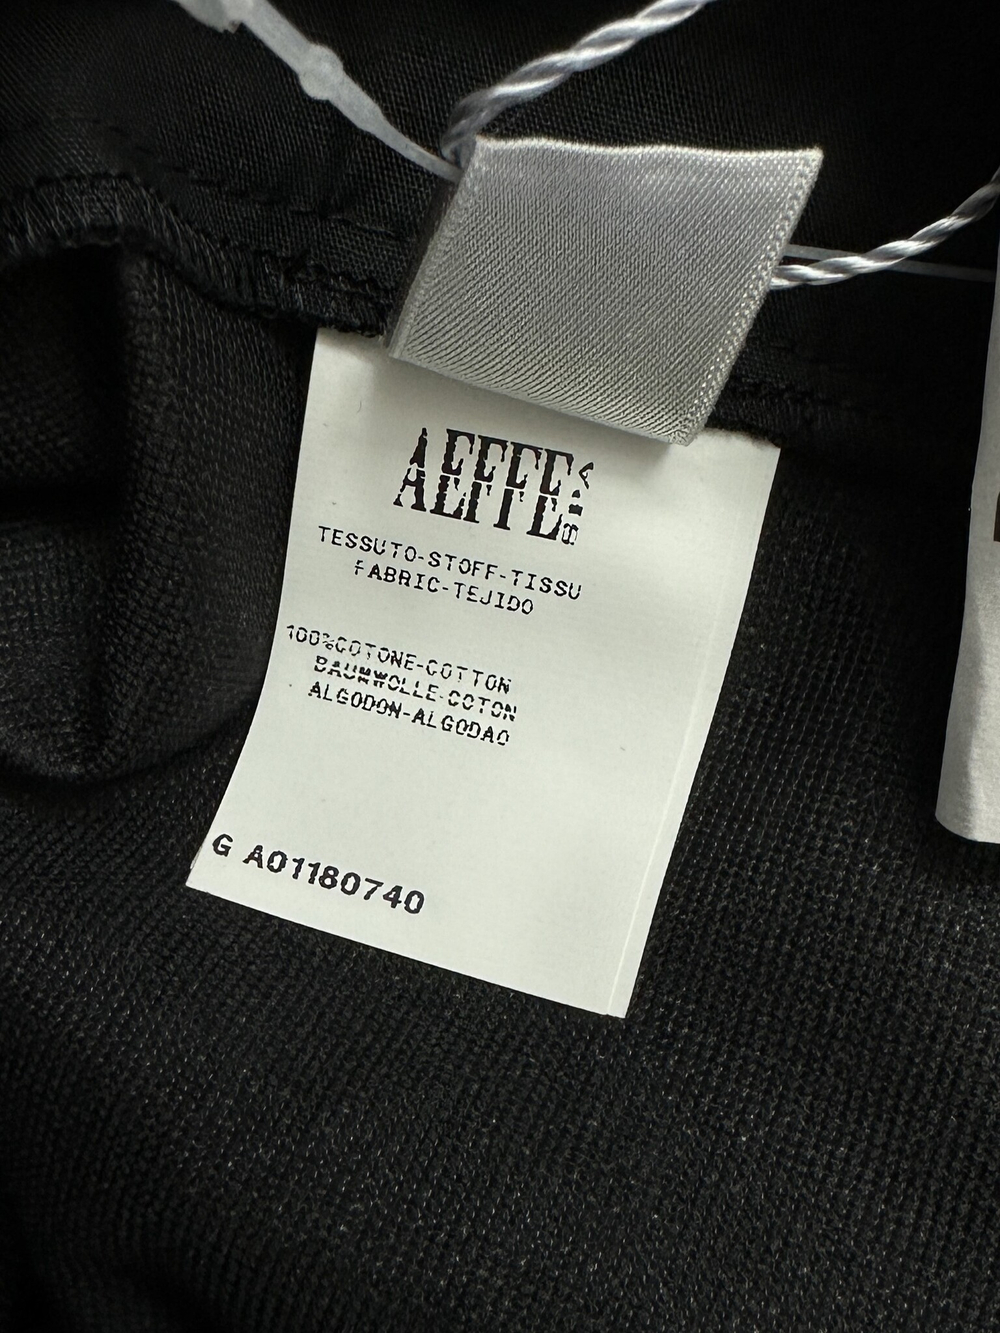 AEFFE S.P.A
TESSUTO-STOFF-TISSU
FABRIC-TEJIDO
100%COTONE-COTTON
BAUMWOLLE-COTON
ALGODON-ALGODAO
G A01180740